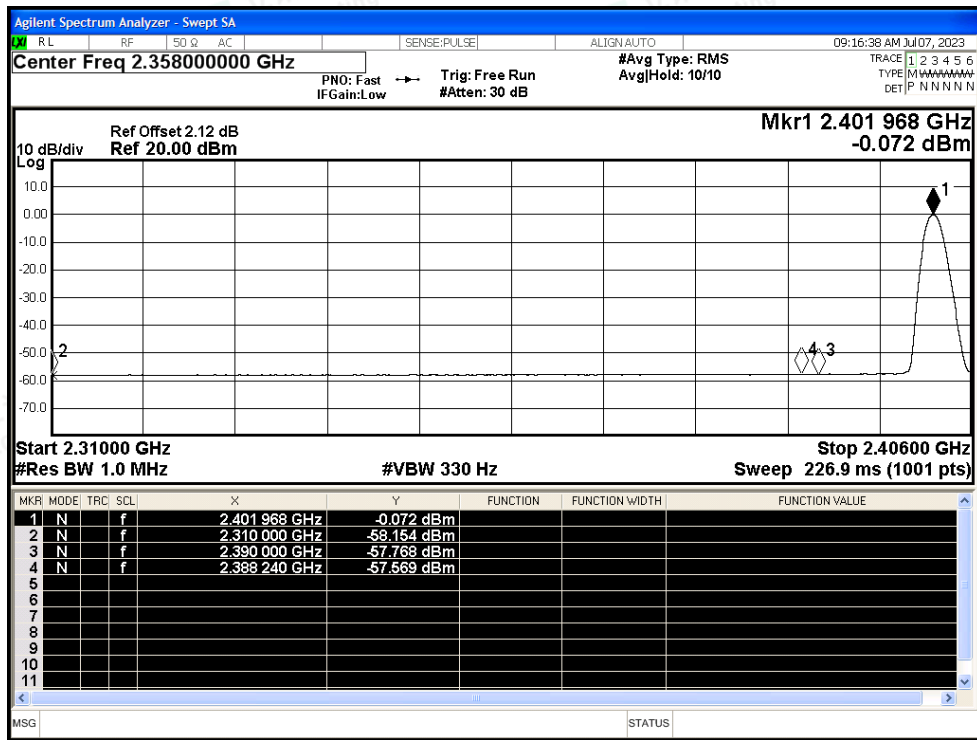 Agilent Spectrum Analyzer - Swept SA
LXI RL RF 50 Ω AC SENSE:PULSE ALIGN AUTO 09:16:38 AM Jul 07, 2023
Center Freq 2.358000000 GHz
PNO: Fast
IFGain:Low
Trig: Free Run
#Atten: 30 dB
#Avg Type: RMS
Avg|Hold: 10/10
TRACE 1 2 3 4 5 6
TYPE M WWWWW
DET P N N N N N
Mkr1 2.401 968 GHz
-0.072 dBm
Ref Offset 2.12 dB
10 dB/div Ref 20.00 dBm
Log
10.0
0.00
-10.0
-20.0
-30.0
-40.0
-50.0
-60.0
-70.0
1
2
4 3
Start 2.31000 GHz Stop 2.40600 GHz
#Res BW 1.0 MHz #VBW 330 Hz Sweep 226.9 ms (1001 pts)
MKR MODE TRC SCL X Y FUNCTION FUNCTION WIDTH FUNCTION VALUE
1 N f 2.401 968 GHz -0.072 dBm
2 N f 2.310 000 GHz -58.154 dBm
3 N f 2.390 000 GHz -57.768 dBm
4 N f 2.388 240 GHz -57.569 dBm
5
6
7
8
9
10
11
MSG STATUS